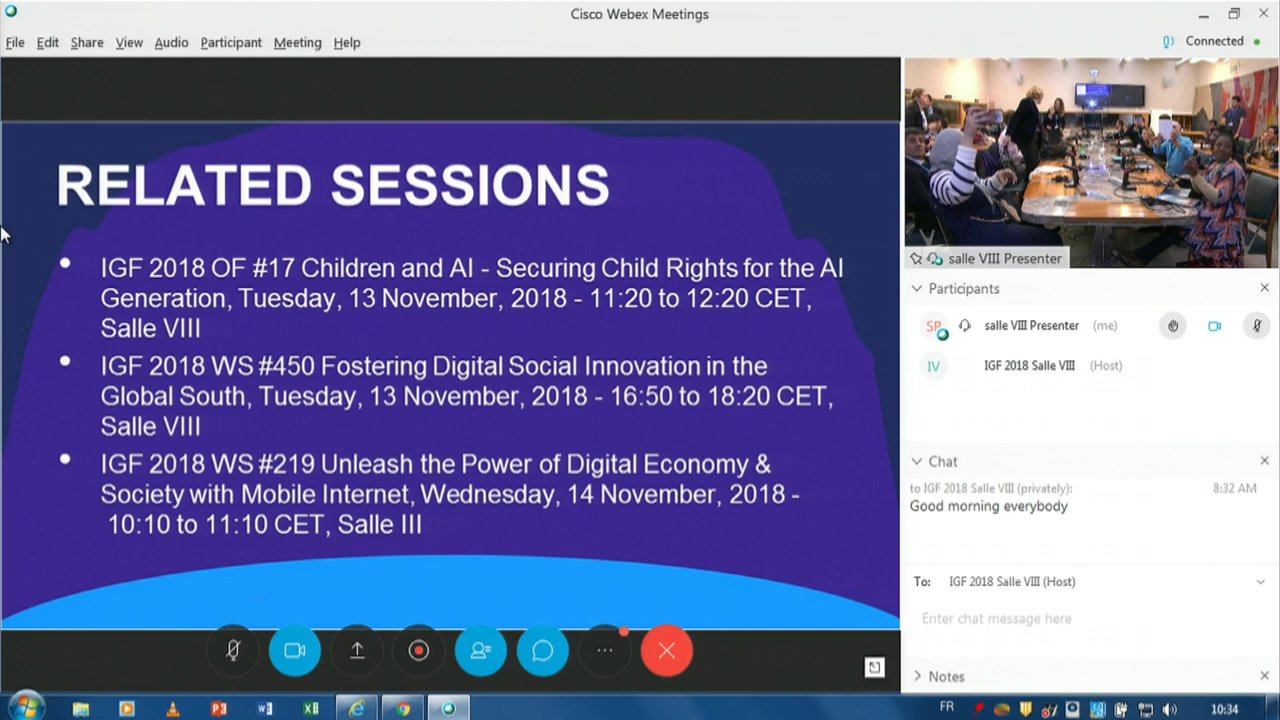 Cisco Webex Meetings
File Edit Share View Audio Participant Meeting Help
Connected
RELATED SESSIONS
• IGF 2018 OF #17 Children and AI - Securing Child Rights for the AI
Generation, Tuesday, 13 November, 2018 - 11:20 to 12:20 CET,
Salle VIII
• IGF 2018 WS #450 Fostering Digital Social Innovation in the
Global South, Tuesday, 13 November, 2018 - 16:50 to 18:20 CET,
Salle VIII
• IGF 2018 WS #219 Unleash the Power of Digital Economy &
Society with Mobile Internet, Wednesday, 14 November, 2018 -
10:10 to 11:10 CET, Salle III
salle VIII Presenter
Participants
SP salle VIII Presenter (me)
IV IGF 2018 Salle VIII (Host)
Chat
to IGF 2018 Salle VIII (privately): 8:32 AM
Good morning everybody
To: IGF 2018 Salle VIII (Host)
Enter chat message here
Notes
FR 10:34